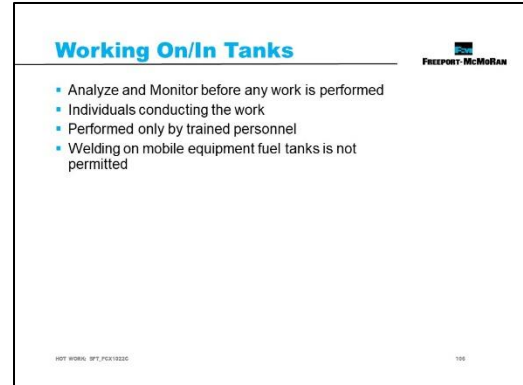 Working On/In Tanks
FCX
FREEPORT-McMoRAN
Analyze and Monitor before any work is performed
Individuals conducting the work
Performed only by trained personnel
Welding on mobile equipment fuel tanks is not
permitted
HOT WORK: SFT_FCX1022C